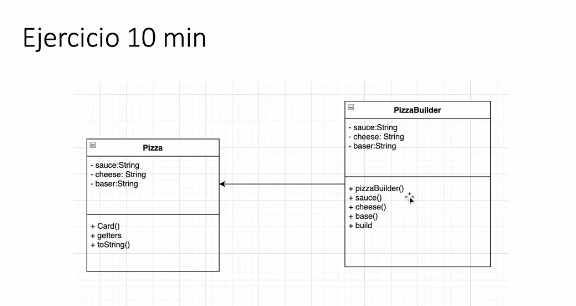 Ejercicio 10 min
Pizza
- sauce:String
- cheese: String
- baser:String
+ Card()
+ getters
+ toString()
PizzaBuilder
- sauce:String
- cheese: String
- baser:String
+ pizzaBuilder()
+ sauce()
+ cheese()
+ base()
+ build